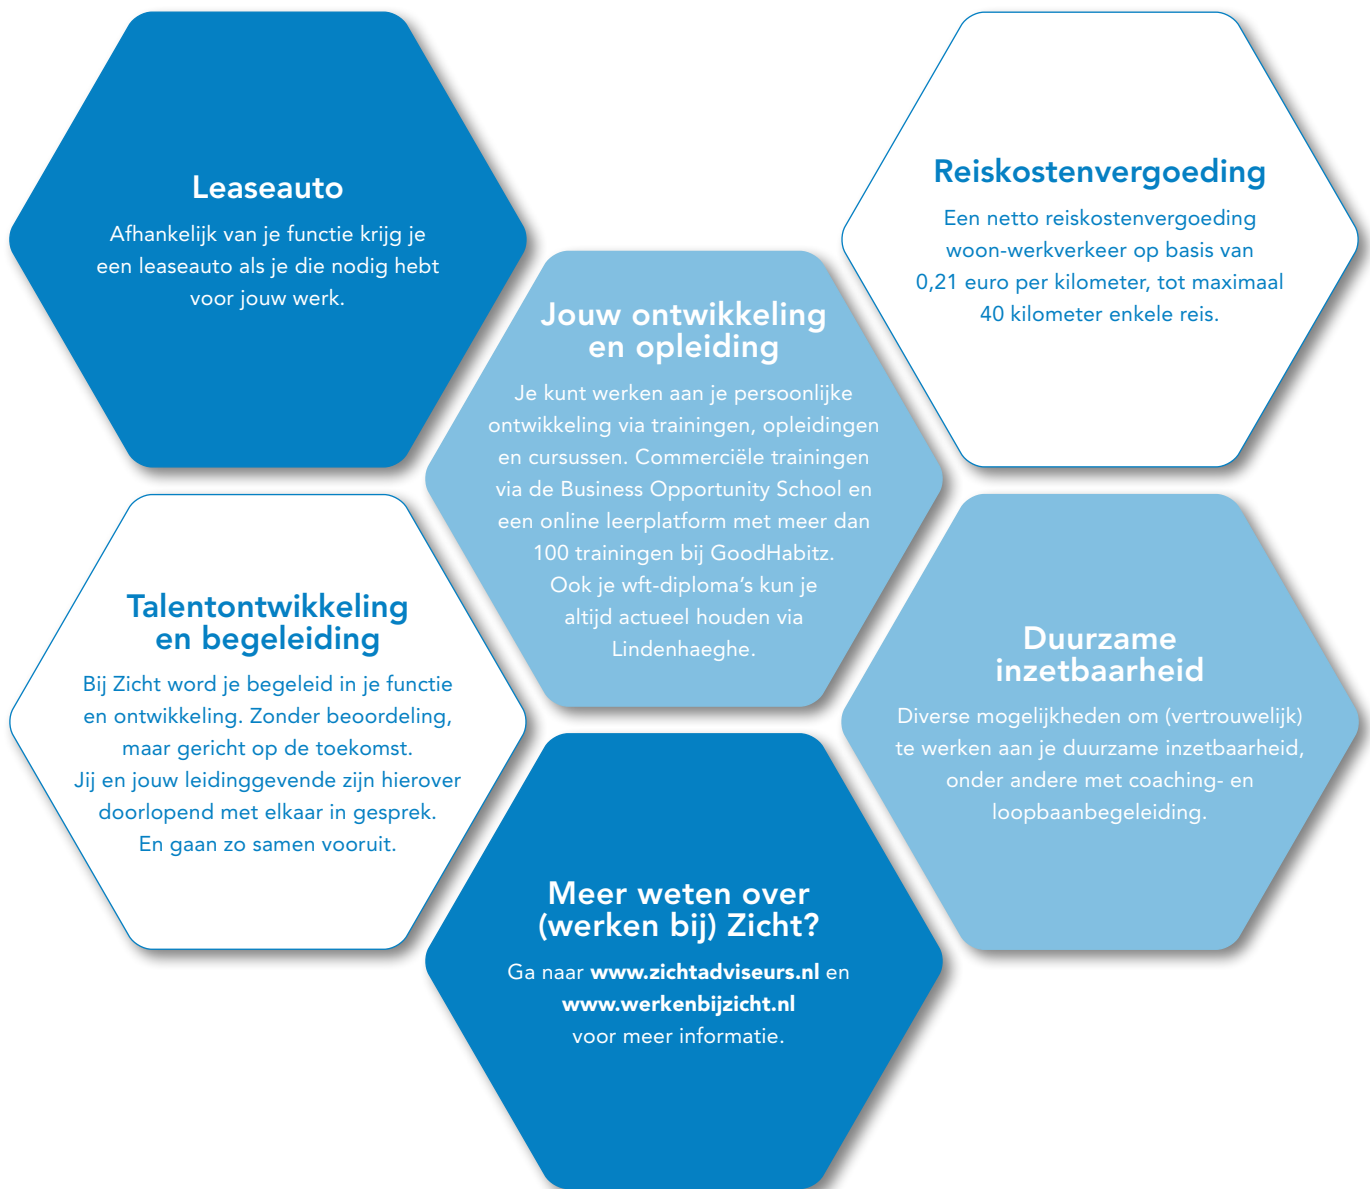 Leaseauto
Afhankelijk van je functie krijg je
een leaseauto als je die nodig hebt
voor jouw werk.
Reiskostenvergoeding
Een netto reiskostenvergoeding
woon-werkverkeer op basis van
0,21 euro per kilometer, tot maximaal
40 kilometer enkele reis.
Jouw ontwikkeling
en opleiding
Je kunt werken aan je persoonlijke
ontwikkeling via trainingen, opleidingen
en cursussen. Commerciële trainingen
via de Business Opportunity School en
een online leerplatform met meer dan
100 trainingen bij GoodHabitz.
Ook je wft-diploma’s kun je
altijd actueel houden via
Lindenhaeghe.
Talentontwikkeling
en begeleiding
Bij Zicht word je begeleid in je functie
en ontwikkeling. Zonder beoordeling,
maar gericht op de toekomst.
Jij en jouw leidinggevende zijn hierover
doorlopend met elkaar in gesprek.
En gaan zo samen vooruit.
Duurzame
inzetbaarheid
Diverse mogelijkheden om (vertrouwelijk)
te werken aan je duurzame inzetbaarheid,
onder andere met coaching- en
loopbaanbegeleiding.
Meer weten over
(werken bij) Zicht?
Ga naar www.zichtadviseurs.nl en
www.werkenbijzicht.nl
voor meer informatie.